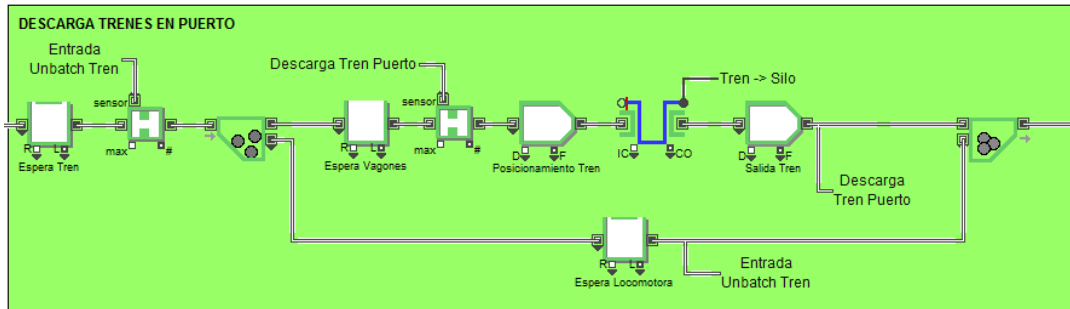 DESCARGA TRENES EN PUERTO
Entrada
Unbatch Tren
sensor
max
#
R
L
Espera Tren
Descarga Tren Puerto
sensor
max
#
R
L
Espera Vagones
D
F
Posicionamiento Tren
Tren -> Silo
IC
CO
D
F
Salida Tren
Descarga
Tren Puerto
R
L
Espera Locomotora
Entrada
Unbatch Tren